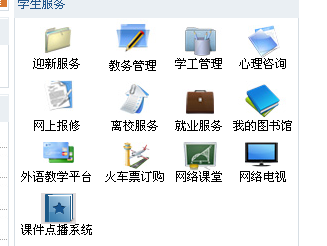 学生服务
迎新服务 教务管理 学工管理 心理咨询
网上报修 离校服务 就业服务 我的图书馆
外语教学平台 火车票订购 网络课堂 网络电视
课件点播系统